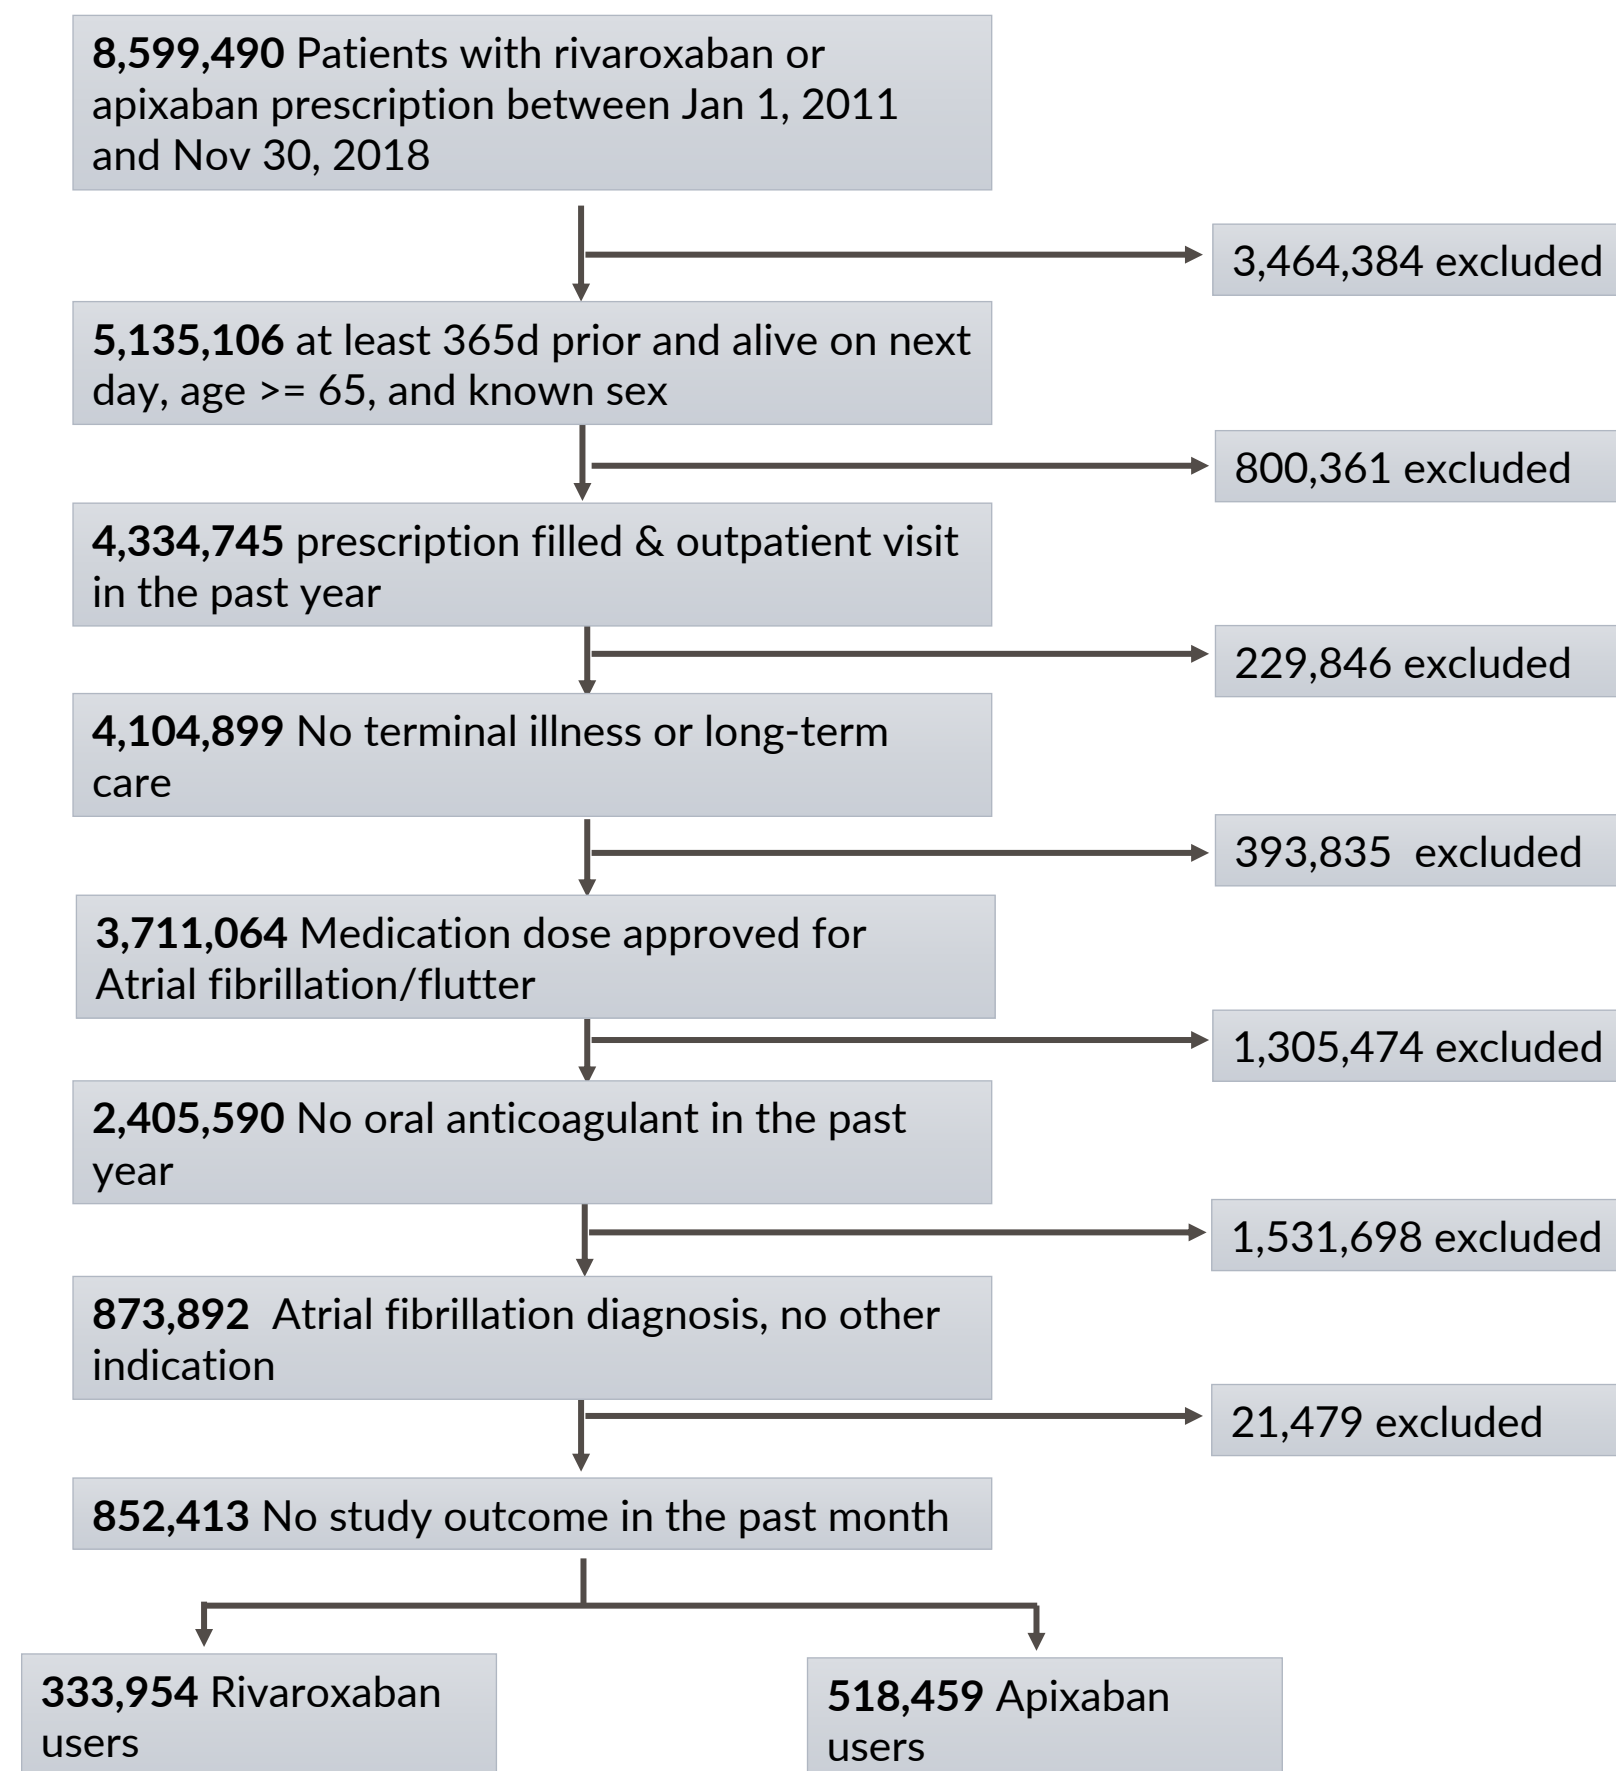 8,599,490 Patients with rivaroxaban or
apixaban prescription between Jan 1, 2011
and Nov 30, 2018
3,464,384 excluded
5,135,106 at least 365d prior and alive on next
day, age >= 65, and known sex
800,361 excluded
4,334,745 prescription filled & outpatient visit
in the past year
229,846 excluded
4,104,899 No terminal illness or long-term
care
393,835  excluded
3,711,064 Medication dose approved for
Atrial fibrillation/flutter
1,305,474 excluded
2,405,590 No oral anticoagulant in the past
year
1,531,698 excluded
873,892  Atrial fibrillation diagnosis, no other
indication
21,479 excluded
852,413 No study outcome in the past month
333,954 Rivaroxaban
users
518,459 Apixaban
users